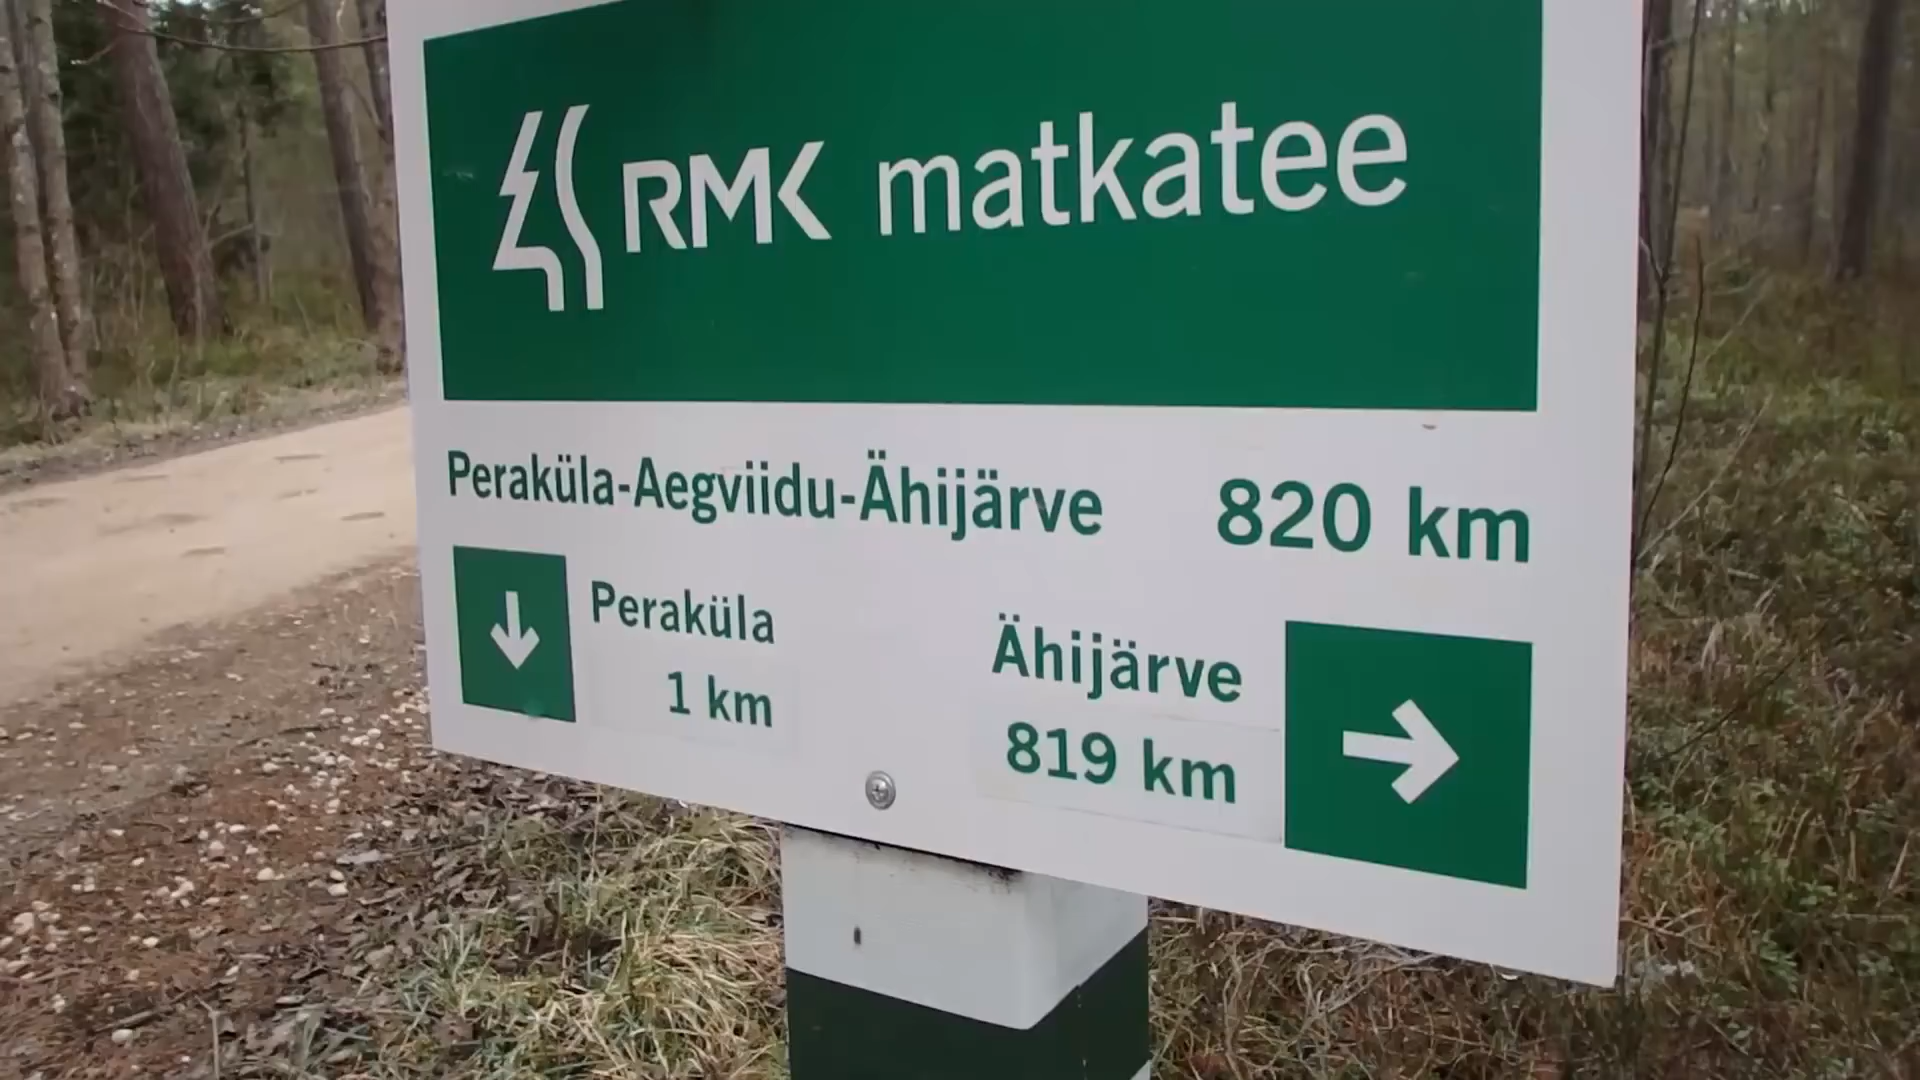 RMK matkatee
Peraküla-Aegviidu-Ähijärve 820 km
Peraküla
1 km
Ähijärve
819 km